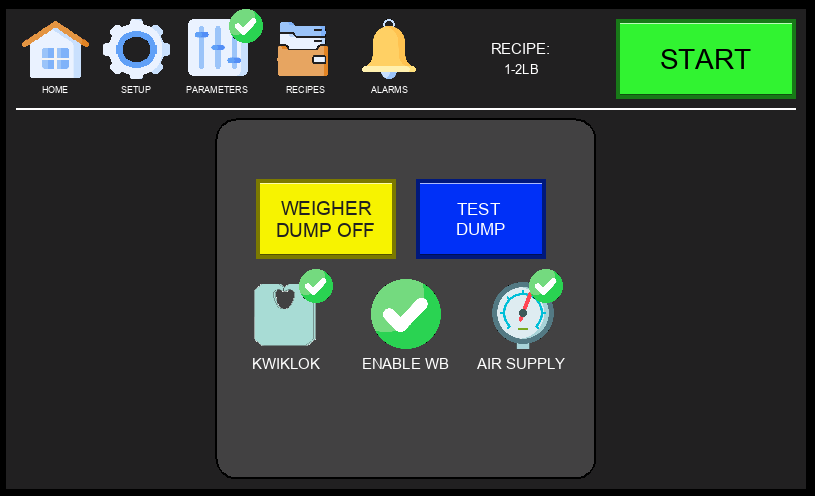 HOME
SETUP
PARAMETERS
RECIPES
ALARMS
RECIPE:
1-2LB
START
WEIGHER
DUMP OFF
TEST
DUMP
KWIKLOK
ENABLE WB
AIR SUPPLY